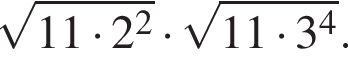 √(11 · 2²) · √(11 · 3⁴).